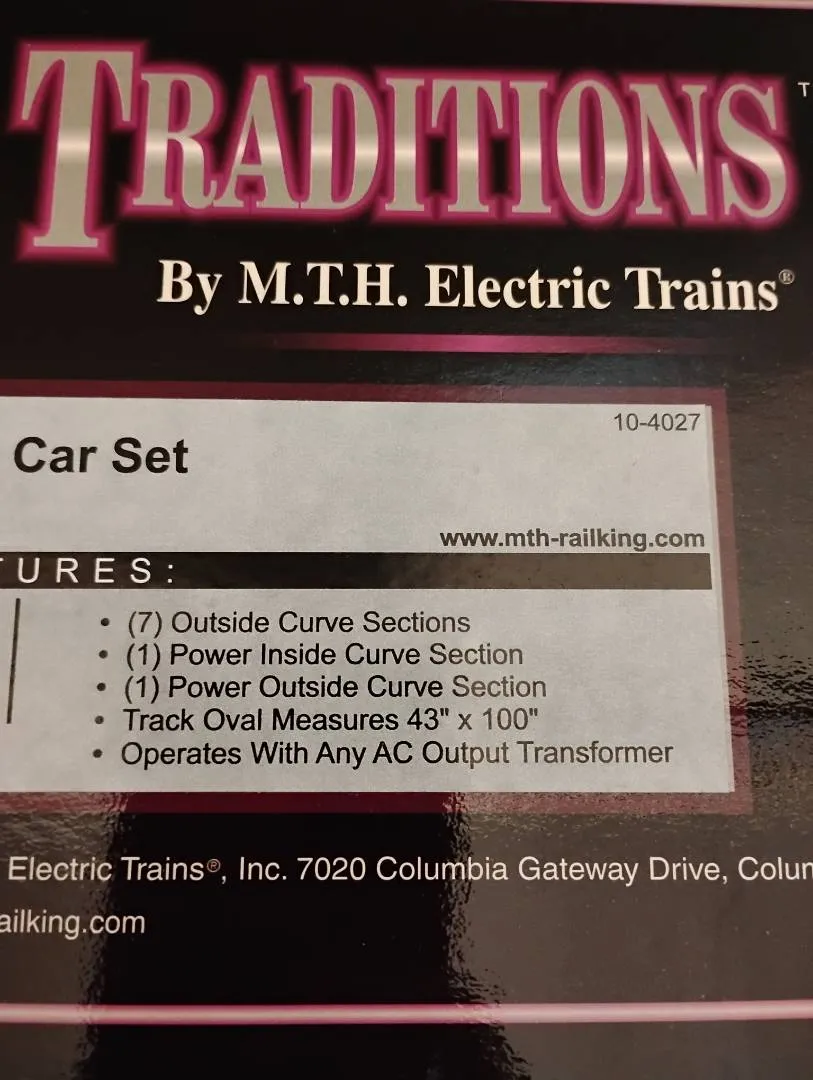 TRADITIONS T
By M.T.H. Electric Trains®
10-4027
Car Set
www.mth-railking.com
URES:
• (7) Outside Curve Sections
• (1) Power Inside Curve Section
• (1) Power Outside Curve Section
• Track Oval Measures 43" x 100"
• Operates With Any AC Output Transformer
Electric Trains®, Inc. 7020 Columbia Gateway Drive, Colum
ailking.com